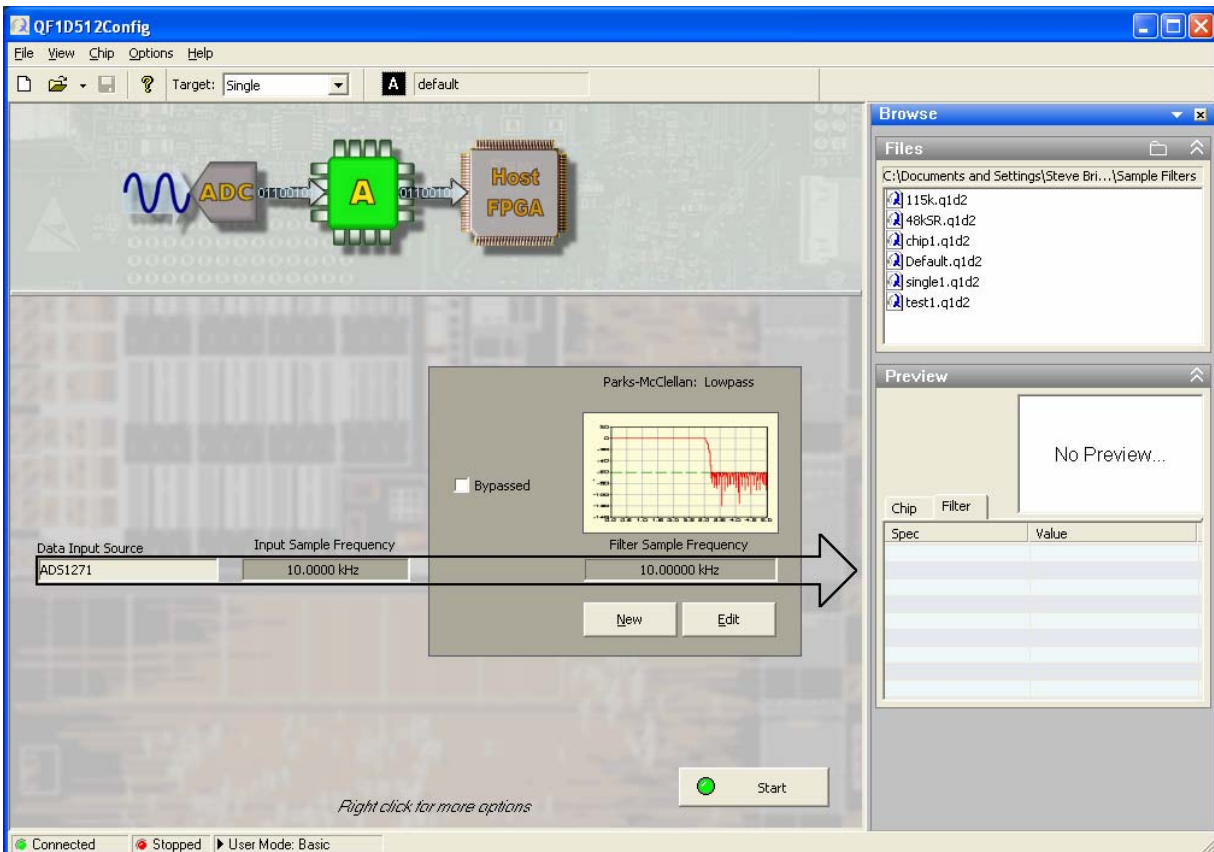 QF1D512Config
File View Chip Options Help
Target: Single A default
ADC 0110010 A 0110010 Host FPGA
Parks-McClellan: Lowpass
Bypassed
Data Input Source
ADS1271
Input Sample Frequency
10.0000 kHz
Filter Sample Frequency
10.00000 kHz
New Edit
Start
Right click for more options
Browse
Files
C:\Documents and Settings\Steve Bri...\Sample Filters
115k.q1d2
48kSR.q1d2
chip1.q1d2
Default.q1d2
single1.q1d2
test1.q1d2
Preview
No Preview...
Chip Filter
Spec Value
Connected Stopped User Mode: Basic